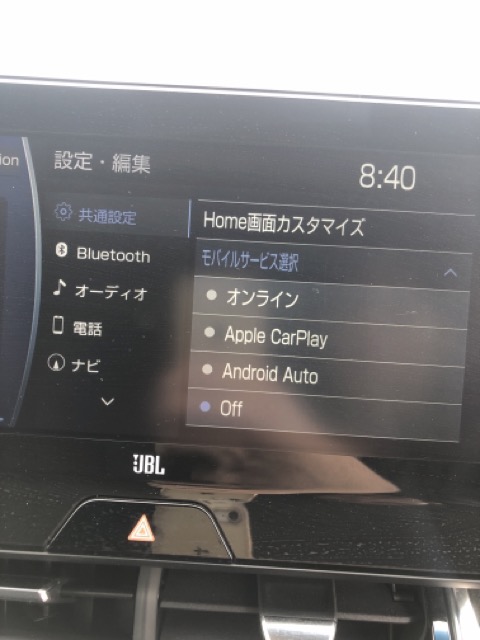 ion
設定・編集
8:40
共通設定
Home画面カスタマイズ
Bluetooth
モバイルサービス選択
オーディオ
オンライン
電話
Apple CarPlay
ナビ
Android Auto
Off
JBL